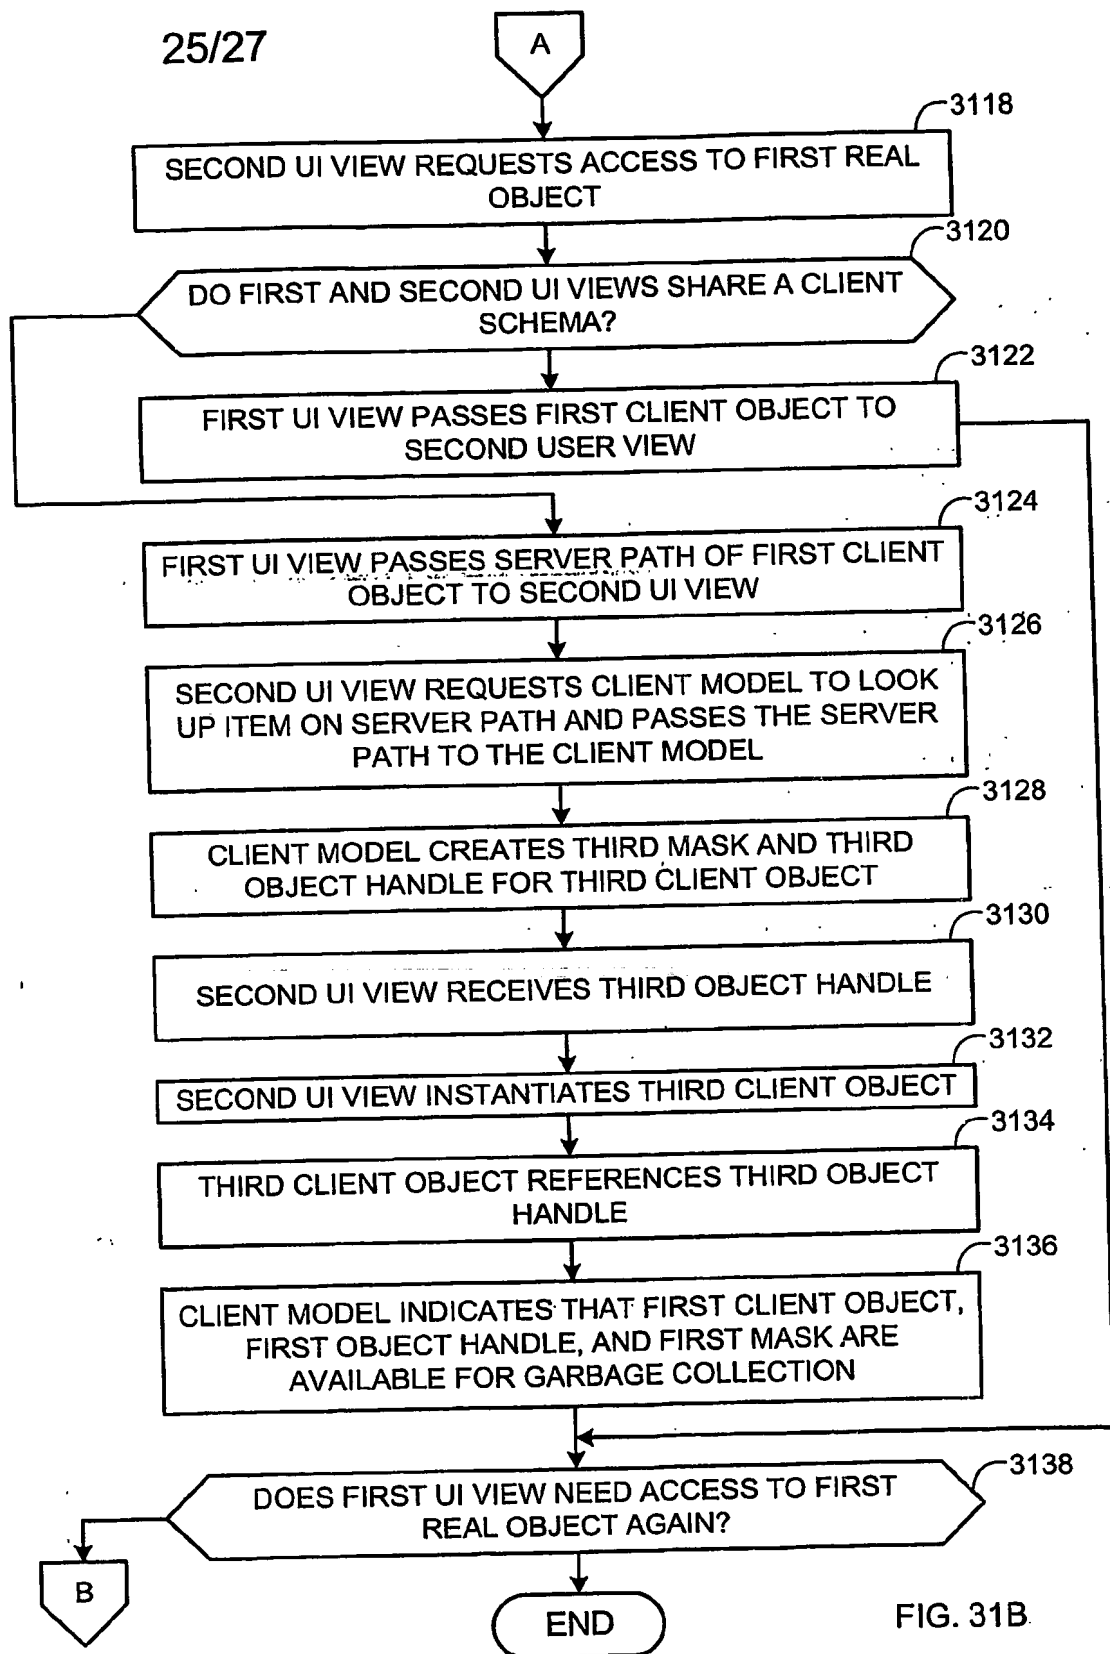 25/27
A
3118
SECOND UI VIEW REQUESTS ACCESS TO FIRST REAL
OBJECT
3120
DO FIRST AND SECOND UI VIEWS SHARE A CLIENT
SCHEMA?
3122
FIRST UI VIEW PASSES FIRST CLIENT OBJECT TO
SECOND USER VIEW
3124
FIRST UI VIEW PASSES SERVER PATH OF FIRST CLIENT
OBJECT TO SECOND UI VIEW
3126
SECOND UI VIEW REQUESTS CLIENT MODEL TO LOOK
UP ITEM ON SERVER PATH AND PASSES THE SERVER
PATH TO THE CLIENT MODEL
3128
CLIENT MODEL CREATES THIRD MASK AND THIRD
OBJECT HANDLE FOR THIRD CLIENT OBJECT
3130
SECOND UI VIEW RECEIVES THIRD OBJECT HANDLE
3132
SECOND UI VIEW INSTANTIATES THIRD CLIENT OBJECT
3134
THIRD CLIENT OBJECT REFERENCES THIRD OBJECT
HANDLE
3136
CLIENT MODEL INDICATES THAT FIRST CLIENT OBJECT,
FIRST OBJECT HANDLE, AND FIRST MASK ARE
AVAILABLE FOR GARBAGE COLLECTION
3138
DOES FIRST UI VIEW NEED ACCESS TO FIRST
REAL OBJECT AGAIN?
B
END
FIG. 31B